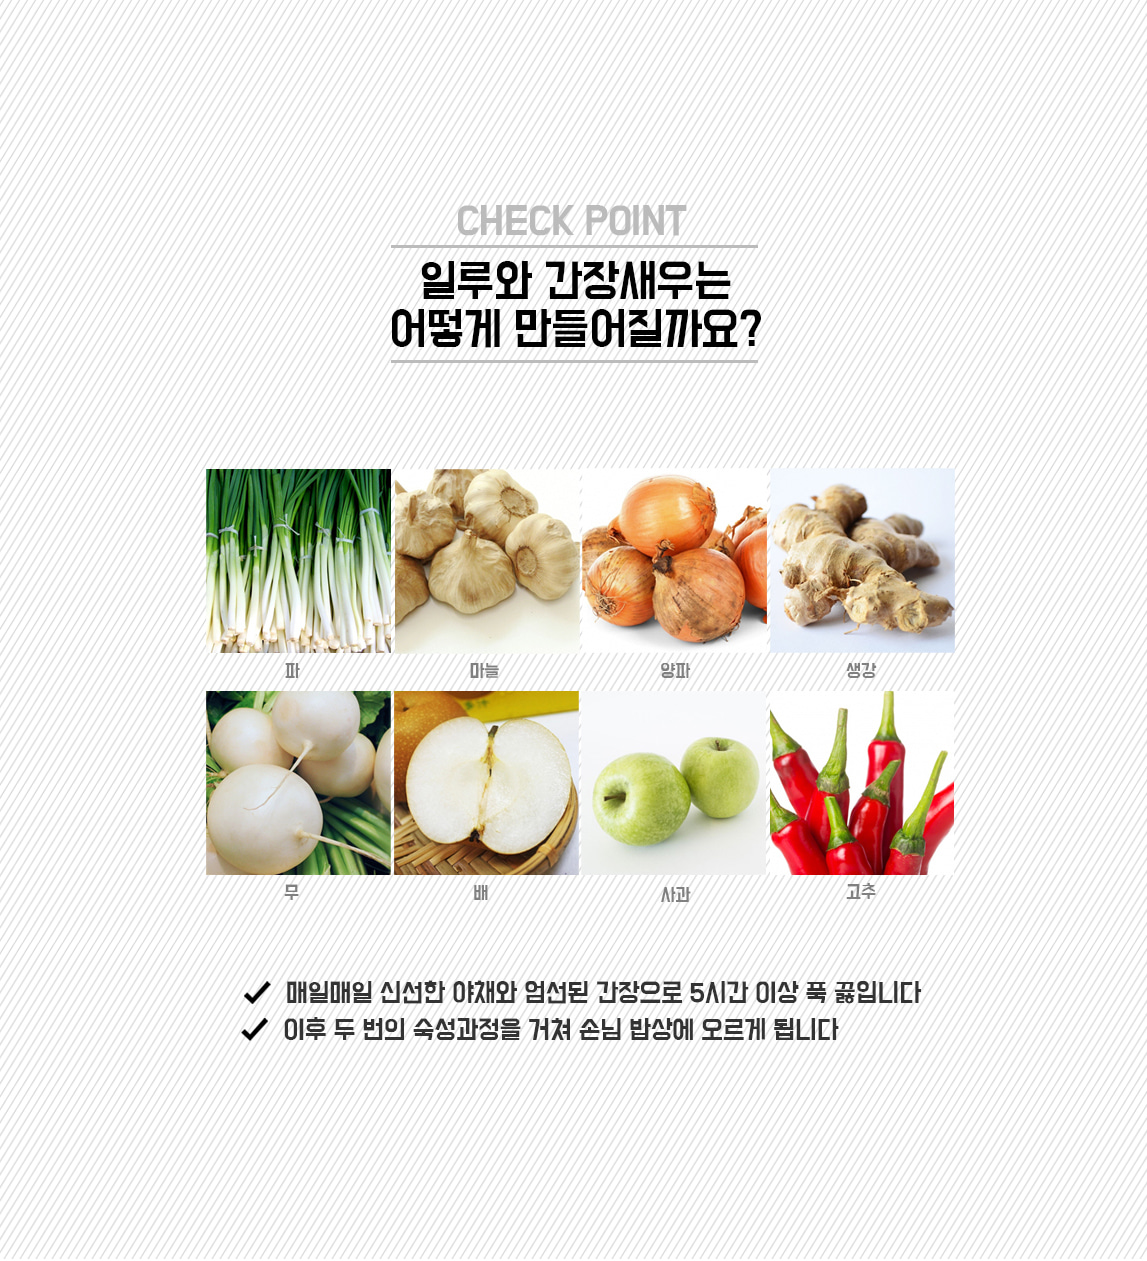 CHECK POINT
일루와 간장새우는
어떻게 만들어질까요?
파
마늘
양파
생강
무
배
사과
고추
매일매일 신선한 야채와 엄선된 간장으로 5시간 이상 푹 끓입니다
이후 두 번의 숙성과정을 거쳐 손님 밥상에 오르게 됩니다